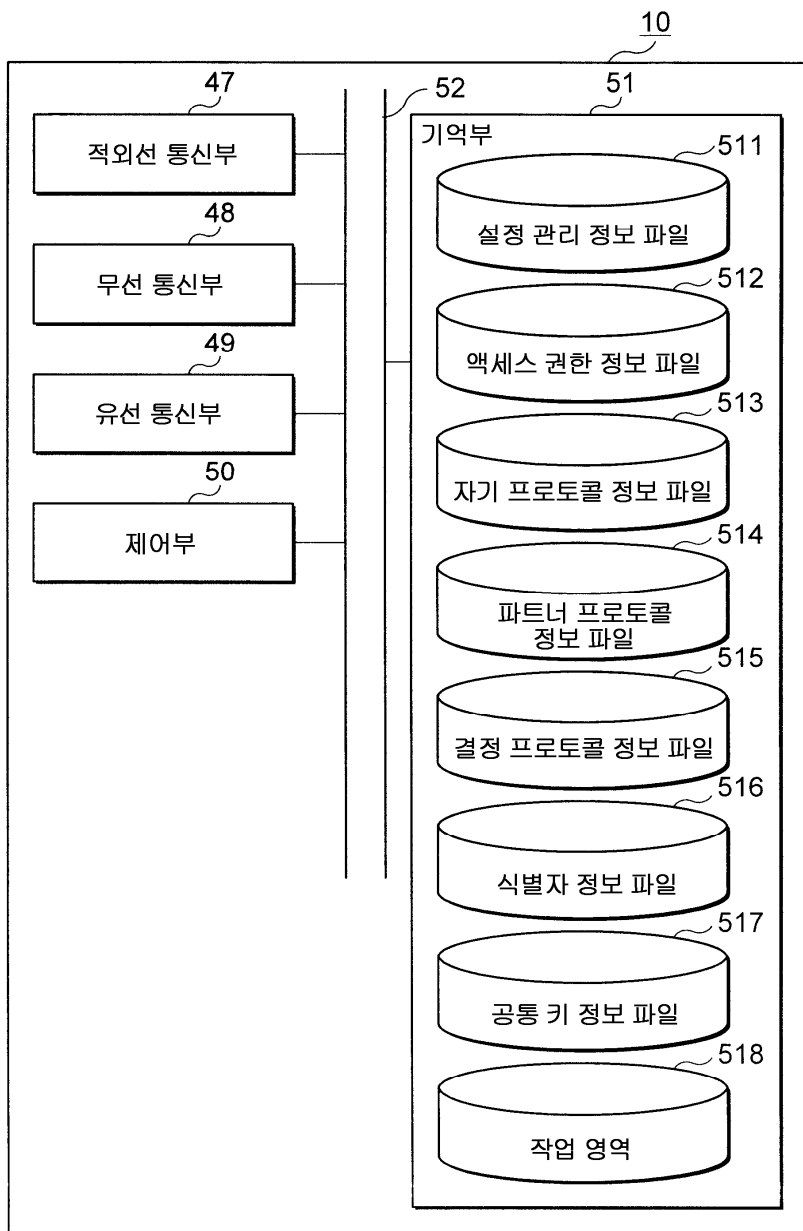 10
47
적외선 통신부
48
무선 통신부
49
유선 통신부
50
제어부
52
51
기억부
511
설정 관리 정보 파일
512
액세스 권한 정보 파일
513
자기 프로토콜 정보 파일
514
파트너 프로토콜
정보 파일
515
결정 프로토콜 정보 파일
516
식별자 정보 파일
517
공통 키 정보 파일
518
작업 영역